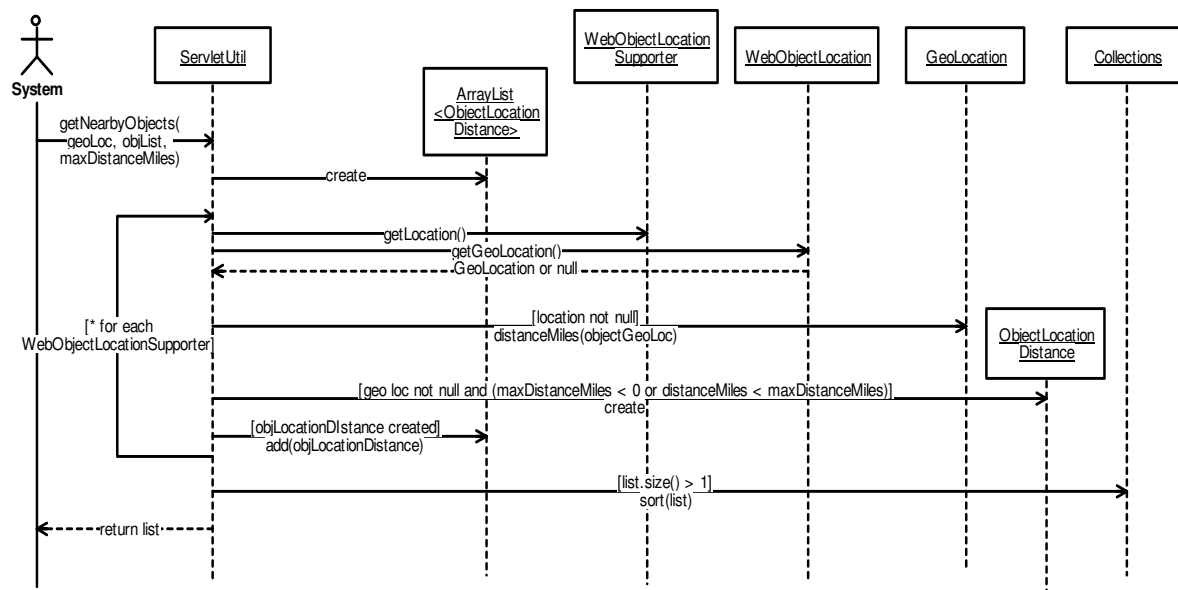 System
ServletUtil
ArrayList
<ObjectLocation
Distance>
WebObjectLocation
Supporter
WebObjectLocation
GeoLocation
Collections
getNearbyObjects(
geoLoc, objList,
maxDistanceMiles)
create
getLocation()
getGeoLocation()
GeoLocation or null
[* for each
WebObjectLocationSupporter]
[location not null]
distanceMiles(objectGeoLoc)
ObjectLocation
Distance
[geo loc not null and (maxDistanceMiles < 0 or distanceMiles < maxDistanceMiles)]
create
[objLocationDIstance created]
add(objLocationDistance)
[list.size() > 1]
sort(list)
return list